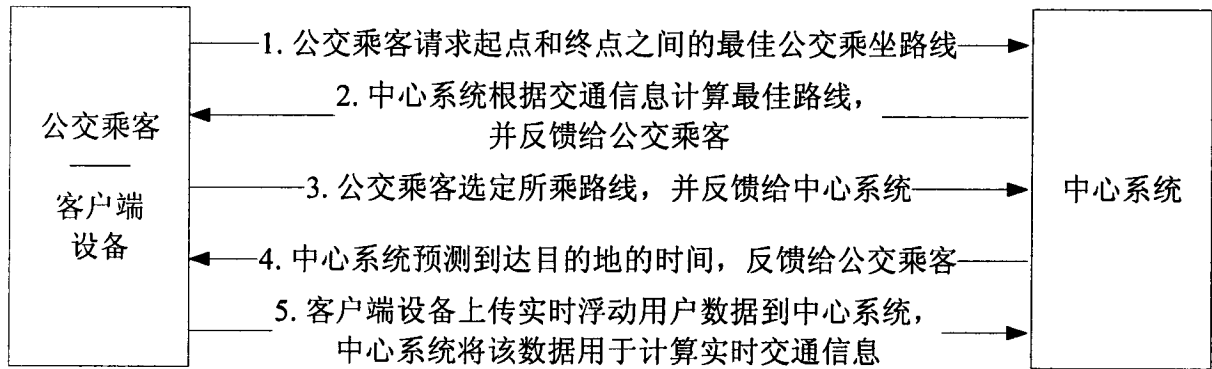 公交乘客
客户端
设备
1. 公交乘客请求起点和终点之间的最佳公交乘坐路线
2. 中心系统根据交通信息计算最佳路线，
并反馈给公交乘客
3. 公交乘客选定所乘路线，并反馈给中心系统
4. 中心系统预测到达目的地的时间，反馈给公交乘客
5. 客户端设备上传实时浮动用户数据到中心系统，
中心系统将该数据用于计算实时交通信息
中心系统